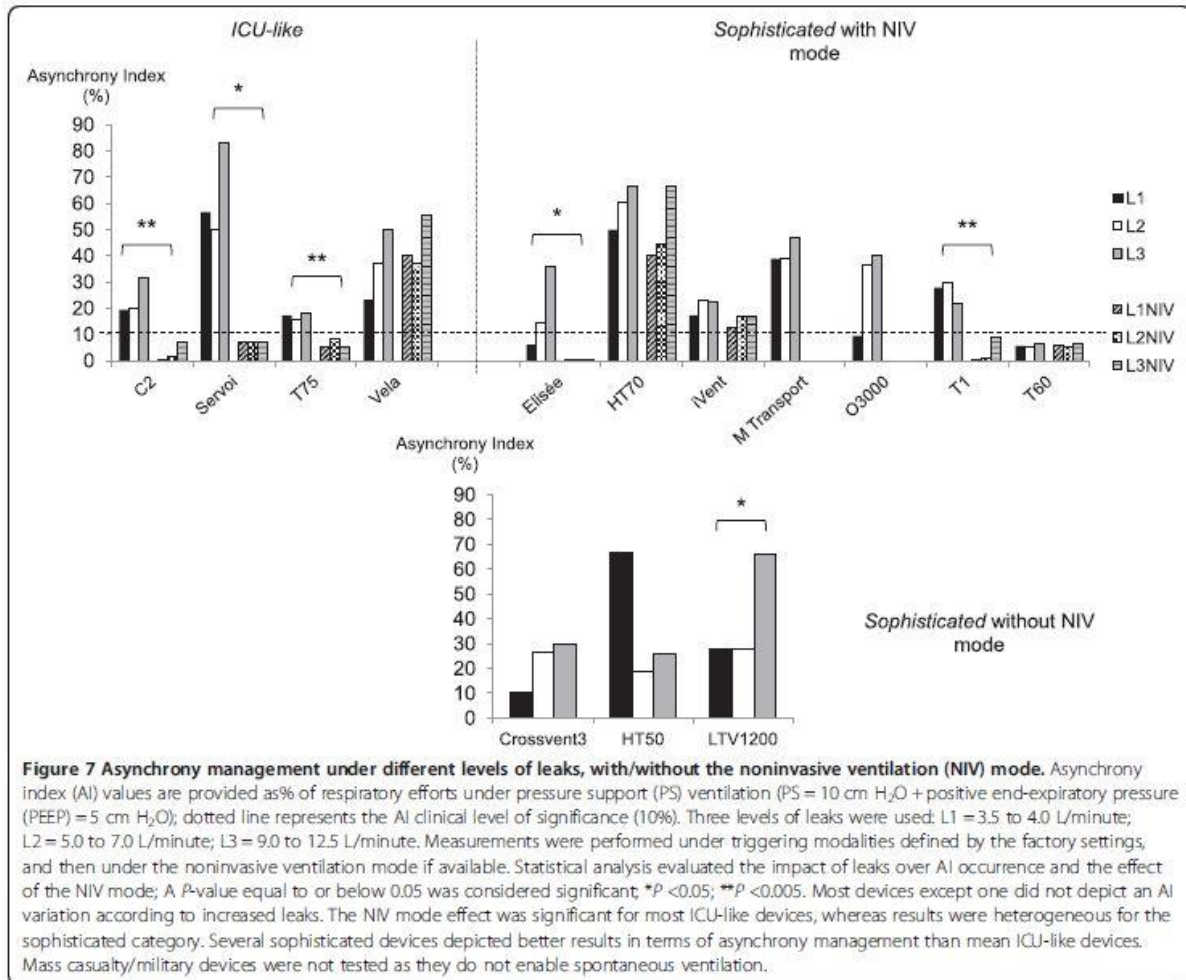 ICU-like
Sophisticated with NIV
mode
Asynchrony Index
(%)
*
*
**
**
**
90
80
70
60
50
40
30
20
10
0
C2
Servoi
T75
Vela
Elisée
HT70
iVent
M Transport
O3000
T1
T60
L1
L2
L3
L1NIV
L2NIV
L3NIV
Asynchrony Index
(%)
90
80
70
60
50
40
30
20
10
0
*
Crossvent3
HT50
LTV1200
Sophisticated without NIV
mode
Figure 7 Asynchrony management under different levels of leaks, with/without the noninvasive ventilation (NIV) mode. Asynchrony
index (AI) values are provided as% of respiratory efforts under pressure support (PS) ventilation (PS = 10 cm H₂O + positive end-expiratory pressure
(PEEP) = 5 cm H₂O); dotted line represents the AI clinical level of significance (10%). Three levels of leaks were used: L1 = 3.5 to 4.0 L/minute;
L2 = 5.0 to 7.0 L/minute; L3 = 9.0 to 12.5 L/minute. Measurements were performed under triggering modalities defined by the factory settings,
and then under the noninvasive ventilation mode if available. Statistical analysis evaluated the impact of leaks over AI occurrence and the effect
of the NIV mode; A P-value equal to or below 0.05 was considered significant; *P <0.05; **P <0.005. Most devices except one did not depict an AI
variation according to increased leaks. The NIV mode effect was significant for most ICU-like devices, whereas results were heterogeneous for the
sophisticated category. Several sophisticated devices depicted better results in terms of asynchrony management than mean ICU-like devices.
Mass casualty/military devices were not tested as they do not enable spontaneous ventilation.